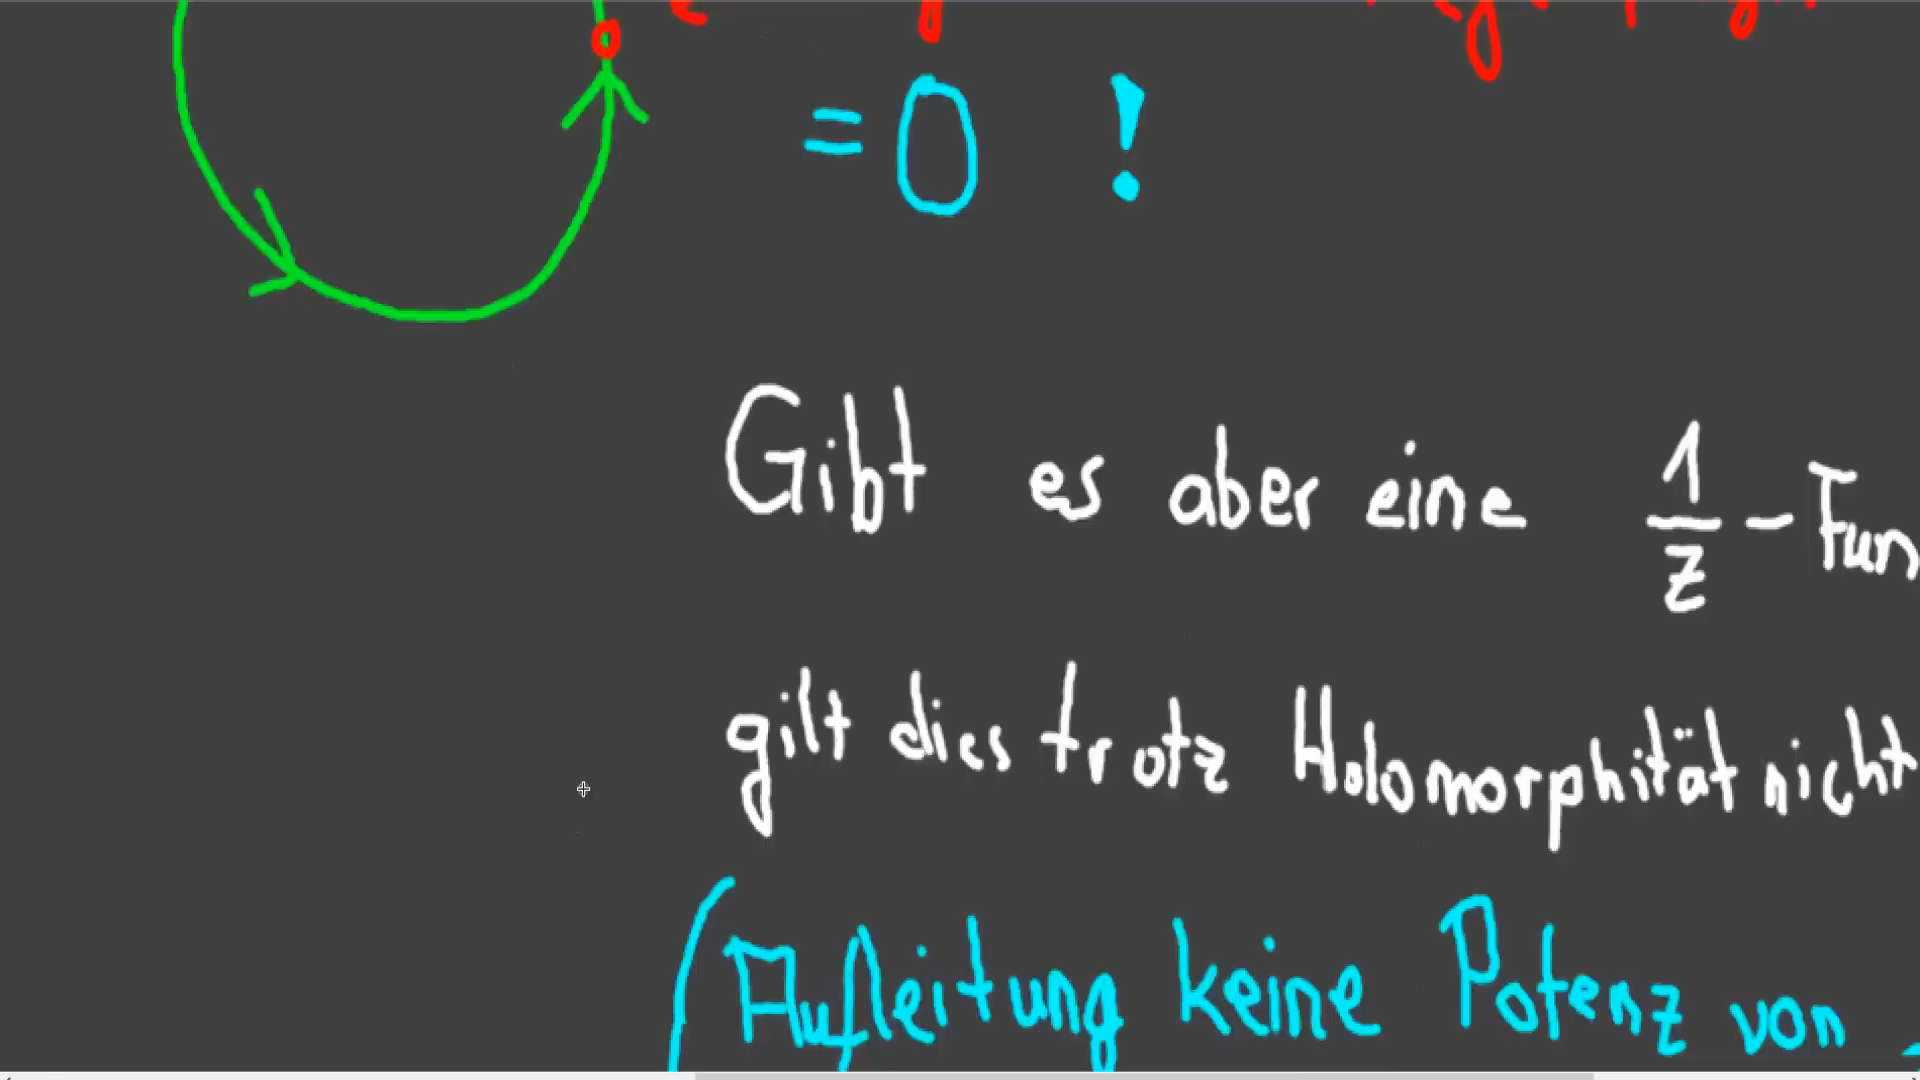 = 0 !
Gibt es aber eine 1/z - Fun
gilt dies trotz Holomorphität nicht
(Aufleitung keine Potenz von